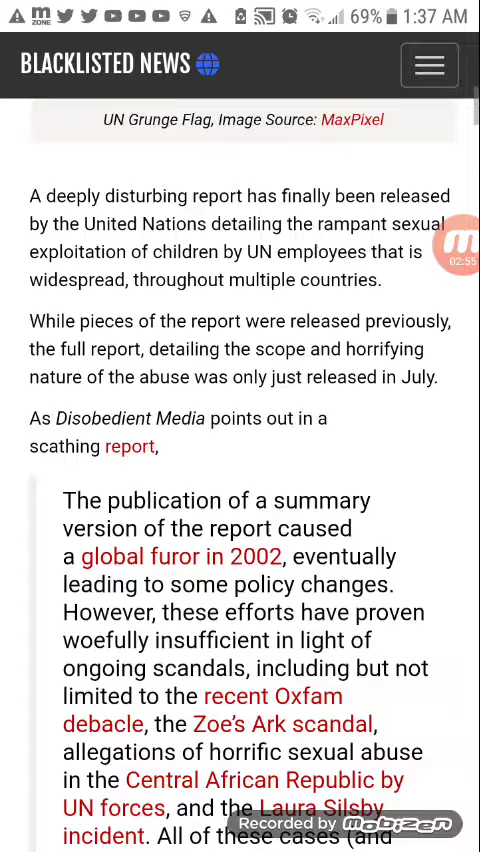 69% 1:37 AM
BLACKLISTED NEWS
UN Grunge Flag, Image Source: MaxPixel
A deeply disturbing report has finally been released
by the United Nations detailing the rampant sexual
exploitation of children by UN employees that is
widespread, throughout multiple countries.
02:55
While pieces of the report were released previously,
the full report, detailing the scope and horrifying
nature of the abuse was only just released in July.
As Disobedient Media points out in a
scathing report,
The publication of a summary
version of the report caused
a global furor in 2002, eventually
leading to some policy changes.
However, these efforts have proven
woefully insufficient in light of
ongoing scandals, including but not
limited to the recent Oxfam
debacle, the Zoe's Ark scandal,
allegations of horrific sexual abuse
in the Central African Republic by
UN forces, and the Laura Silsby
incident. All of these cases (and
Recorded by Mobizen